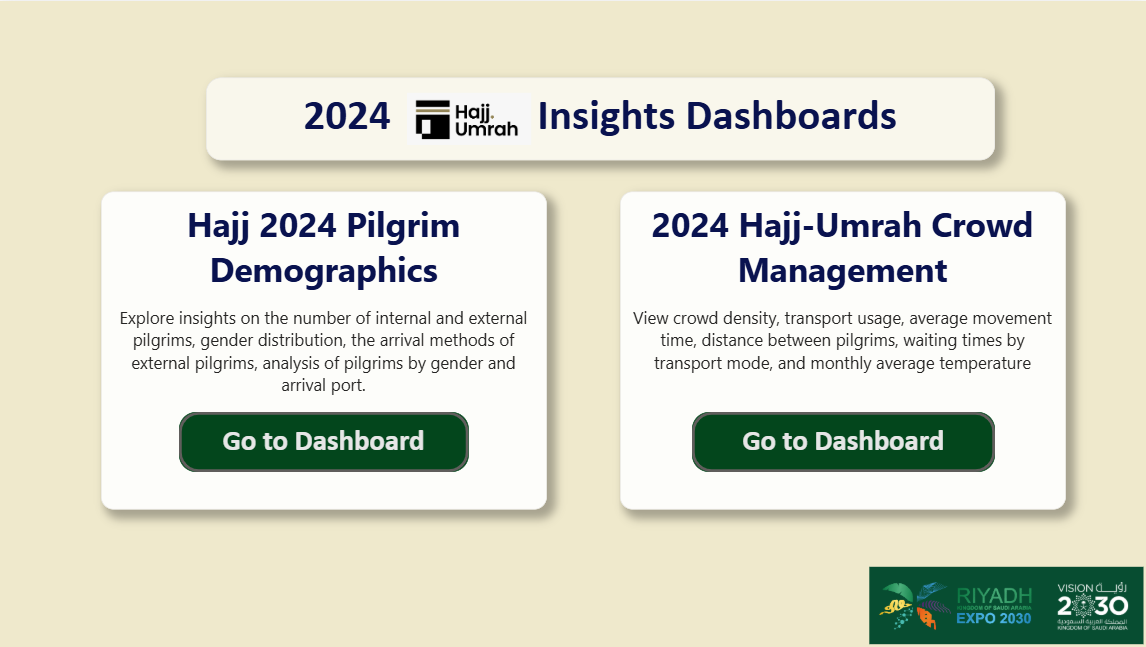 2024 Hajj. Umrah Insights Dashboards
Hajj 2024 Pilgrim
Demographics
Explore insights on the number of internal and external
pilgrims, gender distribution, the arrival methods of
external pilgrims, analysis of pilgrims by gender and
arrival port.
Go to Dashboard
2024 Hajj-Umrah Crowd
Management
View crowd density, transport usage, average movement
time, distance between pilgrims, waiting times by
transport mode, and monthly average temperature
Go to Dashboard
RIYADH
KINGDOM OF SAUDI ARABIA
EXPO 2030
VISION رؤيـــة
2030
المملكة العربية السعودية
KINGDOM OF SAUDI ARABIA